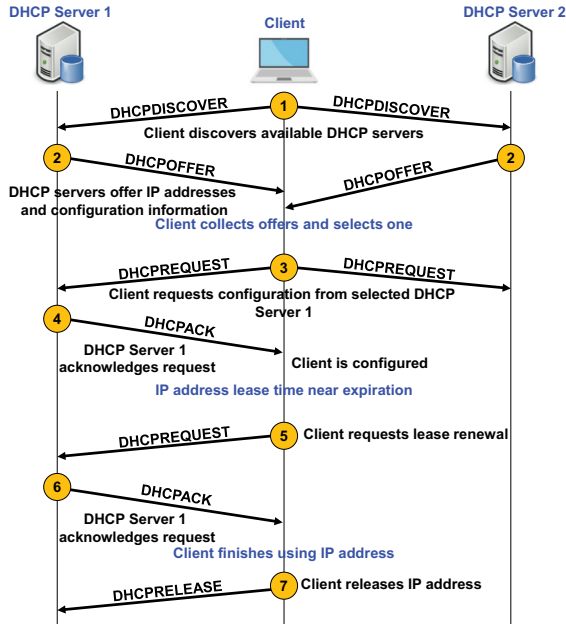 DHCP Server 1
Client
DHCP Server 2
1
DHCPDISCOVER
DHCPDISCOVER
Client discovers available DHCP servers
2
DHCPOFFER
DHCPOFFER
2
DHCP servers offer IP addresses
and configuration information
Client collects offers and selects one
DHCPREQUEST
3
DHCPREQUEST
Client requests configuration from selected DHCP
Server 1
4
DHCPACK
DHCP Server 1
acknowledges request
Client is configured
IP address lease time near expiration
DHCPREQUEST
5
Client requests lease renewal
6
DHCPACK
DHCP Server 1
acknowledges request
Client finishes using IP address
DHCPRELEASE
7
Client releases IP address